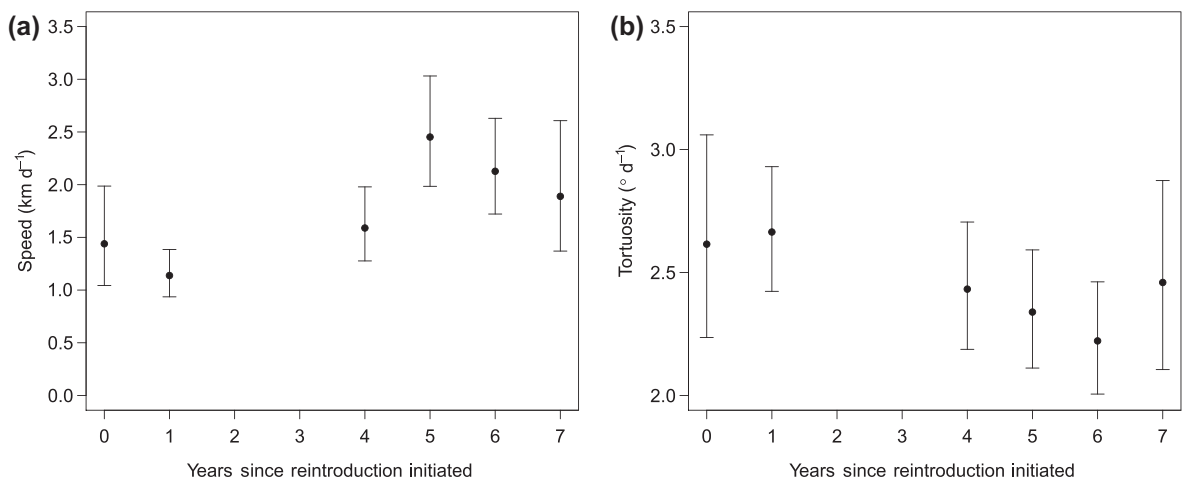 (a)
3.5
3.0
2.5
2.0
1.5
1.0
0.5
0.0
Speed (km d⁻¹)
0 1 2 3 4 5 6 7
Years since reintroduction initiated
(b)
3.5
3.0
2.5
2.0
Tortuosity (° d⁻¹)
0 1 2 3 4 5 6 7
Years since reintroduction initiated